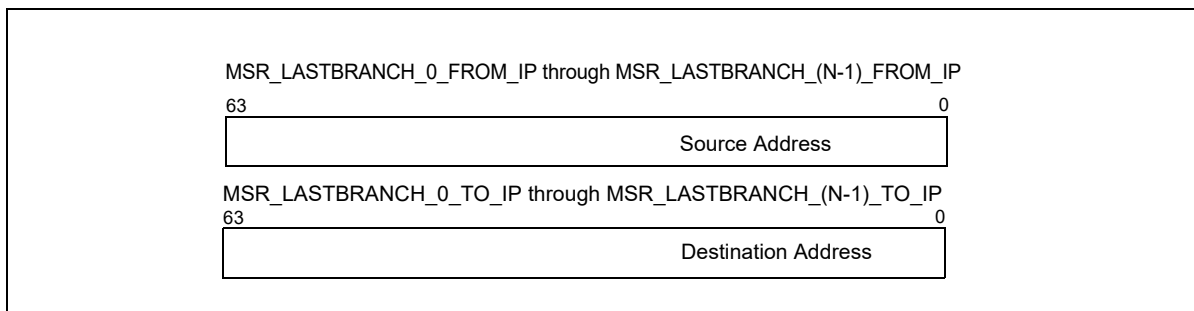 MSR_LASTBRANCH_0_FROM_IP through MSR_LASTBRANCH_(N-1)_FROM_IP
63 0
Source Address
MSR_LASTBRANCH_0_TO_IP through MSR_LASTBRANCH_(N-1)_TO_IP
63 0
Destination Address